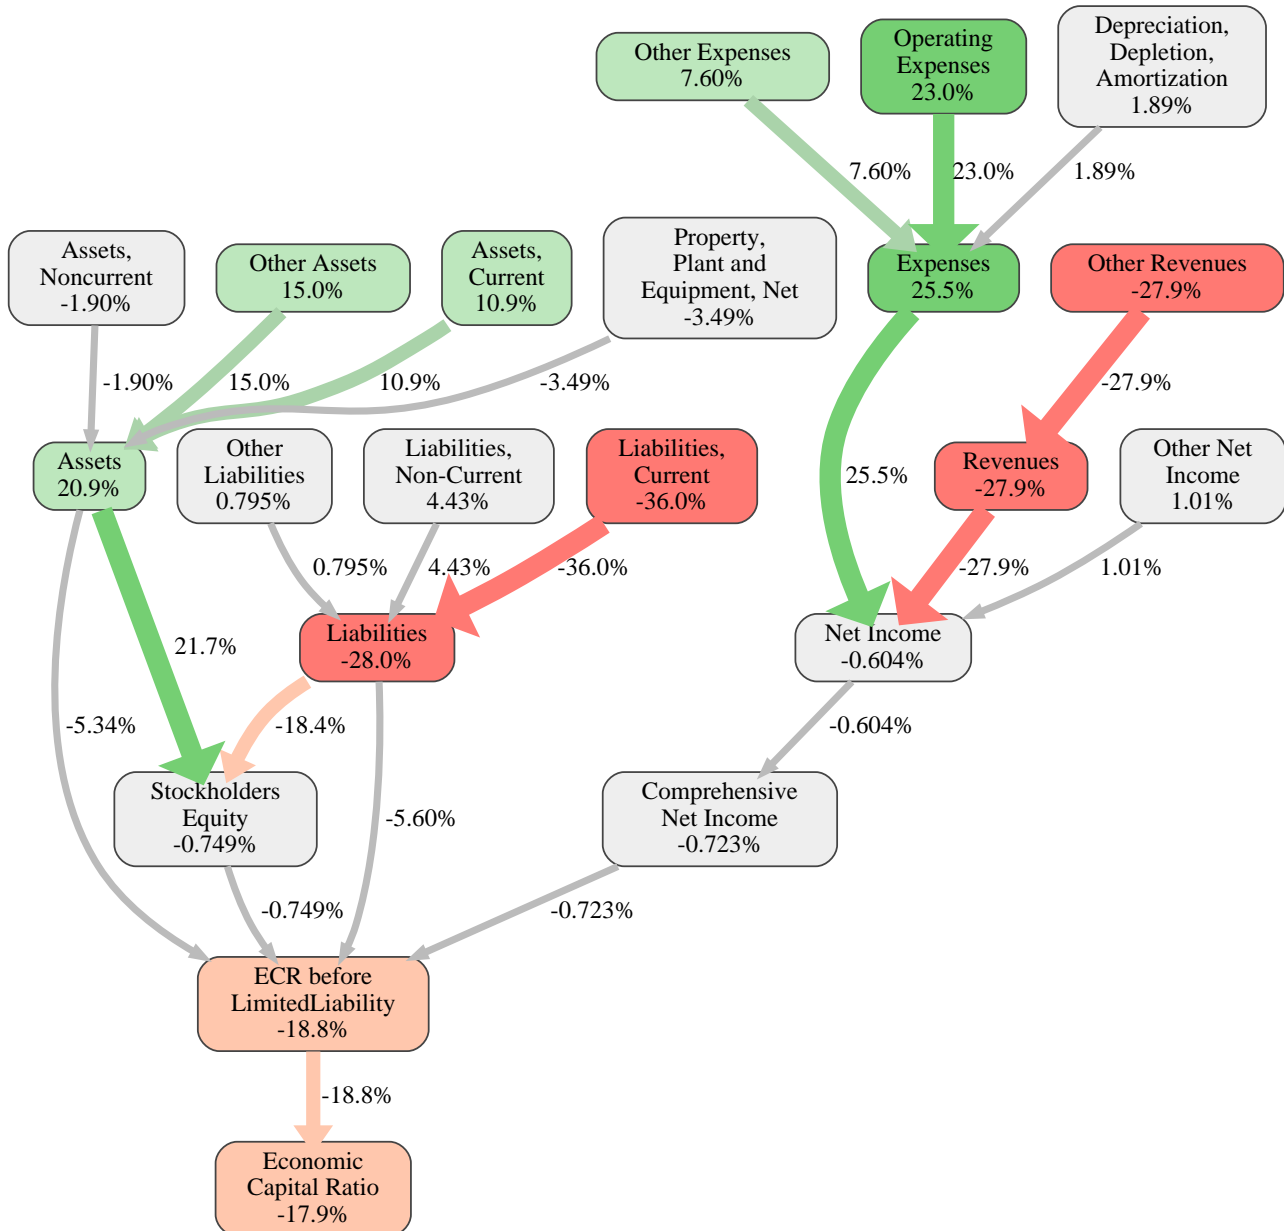 Other Expenses
7.60%
Operating
Expenses
23.0%
Depreciation,
Depletion,
Amortization
1.89%
7.60%
23.0%
1.89%
Assets,
Noncurrent
-1.90%
Other Assets
15.0%
Assets,
Current
10.9%
Property,
Plant and
Equipment, Net
-3.49%
Expenses
25.5%
Other Revenues
-27.9%
-1.90%
15.0%
10.9%
-3.49%
-27.9%
Assets
20.9%
Other
Liabilities
0.795%
Liabilities,
Non-Current
4.43%
Liabilities,
Current
-36.0%
25.5%
Revenues
-27.9%
Other Net
Income
1.01%
0.795%
4.43%
-36.0%
-27.9%
1.01%
21.7%
Liabilities
-28.0%
Net Income
-0.604%
-5.34%
-18.4%
-0.604%
Stockholders
Equity
-0.749%
-5.60%
Comprehensive
Net Income
-0.723%
-0.749%
-0.723%
ECR before
LimitedLiability
-18.8%
-18.8%
Economic
Capital Ratio
-17.9%